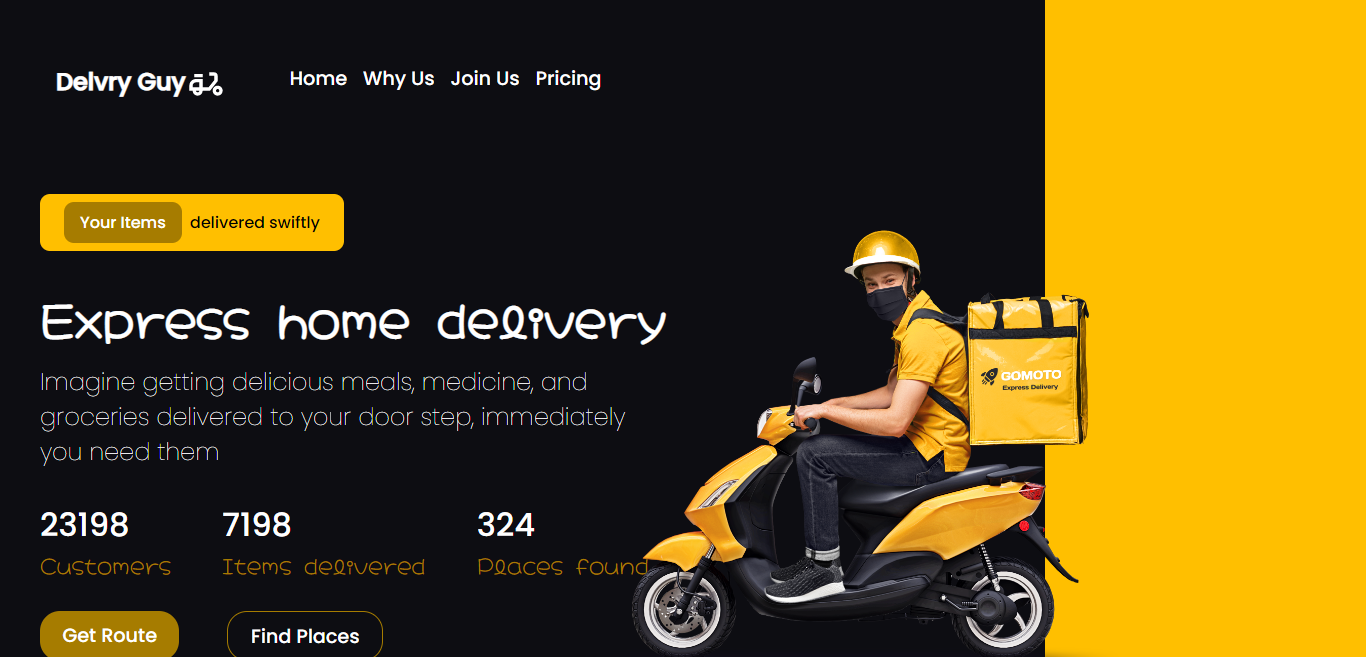 Delvry Guy
Home Why Us Join Us Pricing
Your Items delivered swiftly
Express home delivery
Imagine getting delicious meals, medicine, and
groceries delivered to your door step, immediately
you need them
23198 7198 324
Customers Items delivered Places found
GOMOTO
Express Delivery
Get Route Find Places